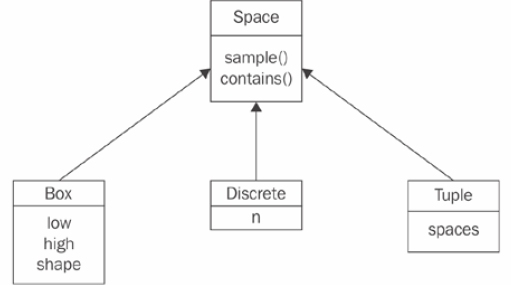 Space
sample()
contains()
Box
low
high
shape
Discrete
n
Tuple
spaces